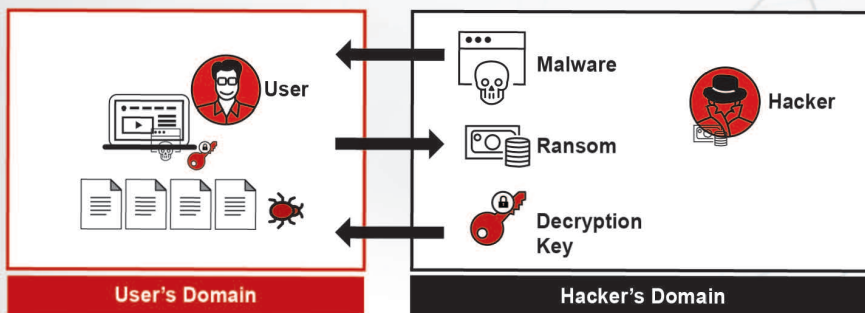 User
Malware
Hacker
Ransom
Decryption
Key
User's Domain
Hacker's Domain